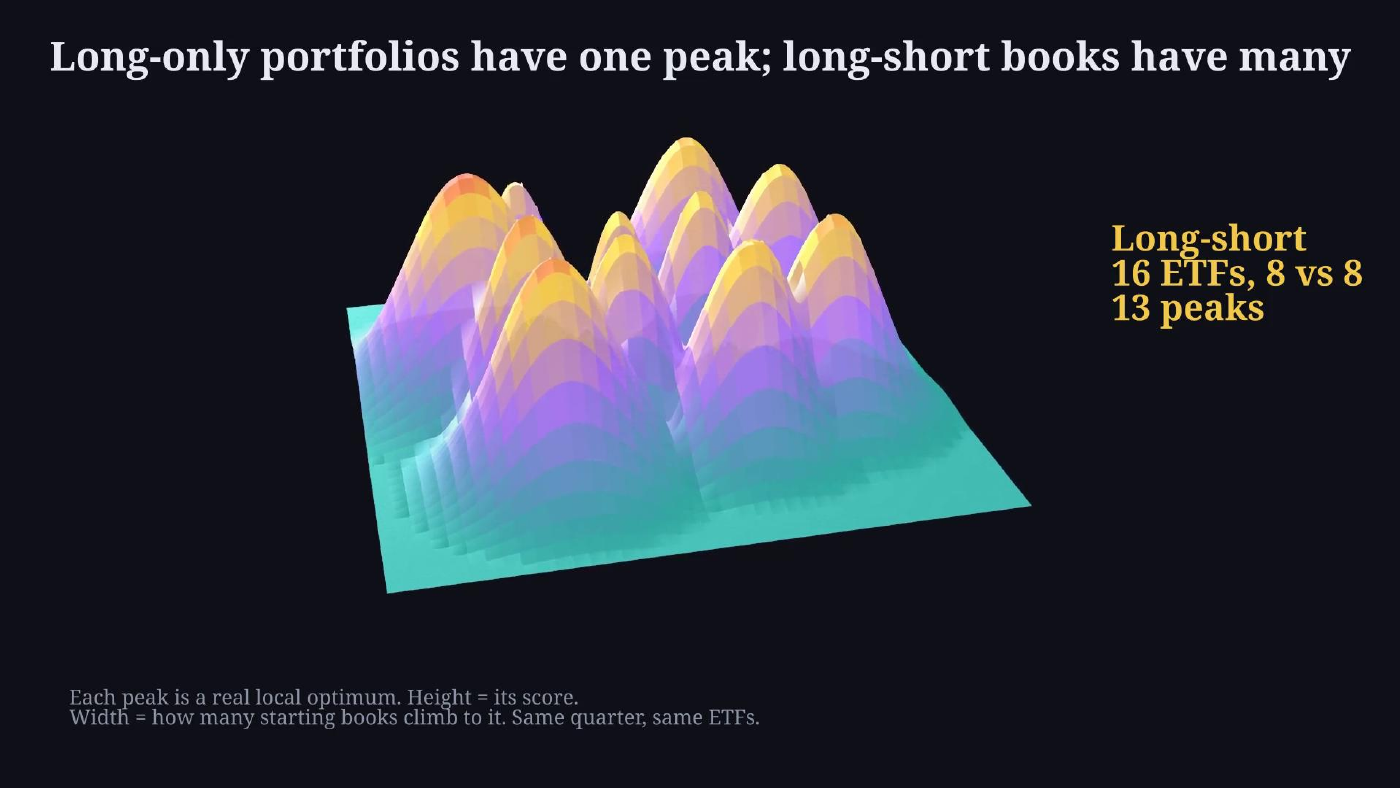 Long-only portfolios have one peak; long-short books have many
Long-short
16 ETFs, 8 vs 8
13 peaks
Each peak is a real local optimum. Height = its score.
Width = how many starting books climb to it. Same quarter, same ETFs.